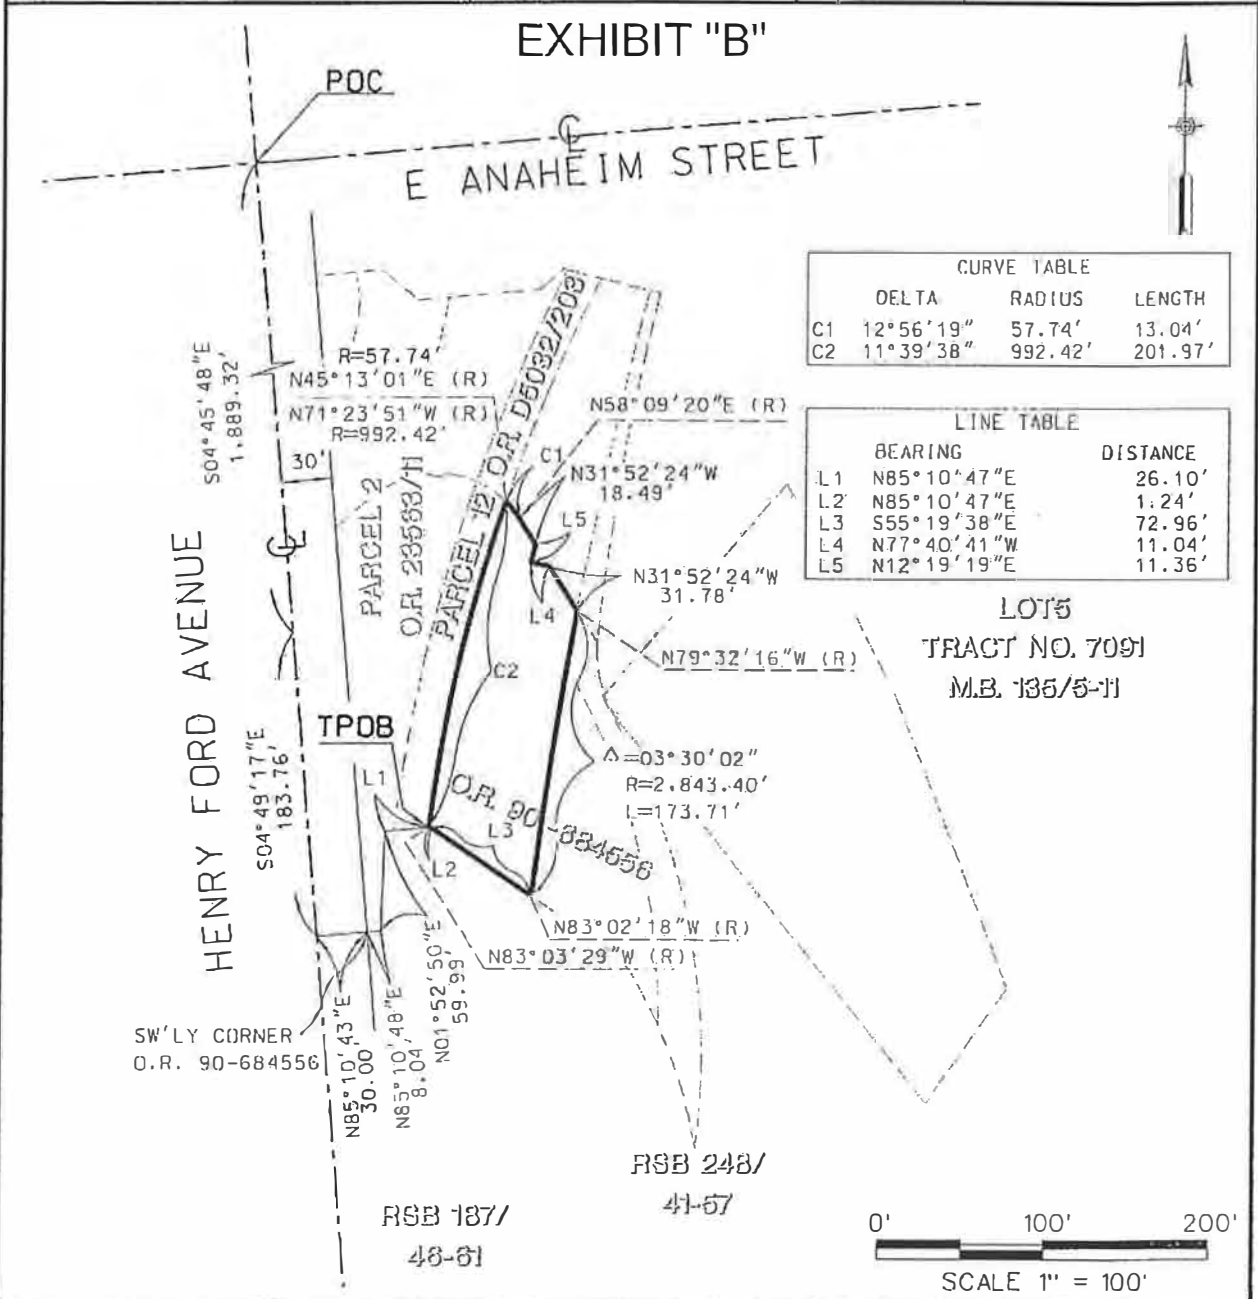 EXHIBIT "B"
POC
CL
E ANAHEIM STREET
CURVE TABLE
DELTA RADIUS LENGTH
C1 12°56'19" 57.74' 13.04'
C2 11°39'38" 992.42' 201.97'
S04°45'48"E
1,889.32'
R=57.74'
N45°13'01"E (R)
N71°23'51"W (R)
R=992.42'
30'
PARCEL 2
O.R. 23563/11
PARCEL 12, O.R. D5032/203
N58°09'20"E (R)
C1
N31°52'24"W
18.49'
L5
LINE TABLE
BEARING DISTANCE
L1 N85°10'47"E 26.10'
L2 N85°10'47"E 1.24'
L3 S55°19'38"E 72.96'
L4 N77°40'41"W 11.04'
L5 N12°19'19"E 11.36'
CL
HENRY FORD AVENUE
N31°52'24"W
31.78'
L4
LOT 5
TRACT NO. 7091
M.B. 136/5-11
N79°32'16"W (R)
C2
TPOB
S04°49'17"E
183.76'
L1
Δ=03°30'02"
R=2,843.40'
L=173.71'
O.R. 90-684556
L3
L2
N83°02'18"W (R)
N83°03'29"W (R)
SW'LY CORNER
O.R. 90-684556
N85°10'43"E
30.00'
N85°10'48"E
8.04'
N01°52'50"E
59.99'
RSB 248/
41-57
RSB 187/
46-61
0' 100' 200'
SCALE 1" = 100'